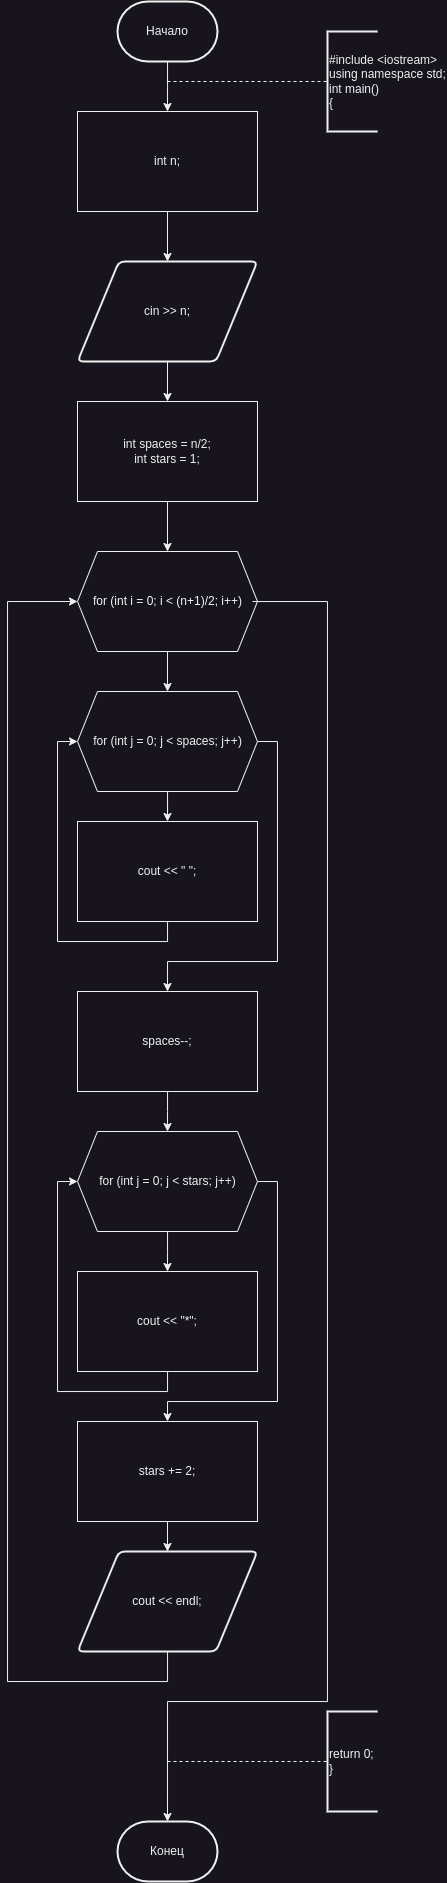 Начало
#include <iostream>
using namespace std;
int main()
{
int n;
cin >> n;
int spaces = n/2;
int stars = 1;
for (int i = 0; i < (n+1)/2; i++)
for (int j = 0; j < spaces; j++)
cout << " ";
spaces--;
for (int j = 0; j < stars; j++)
cout << "*";
stars += 2;
cout << endl;
return 0;
}
Конец